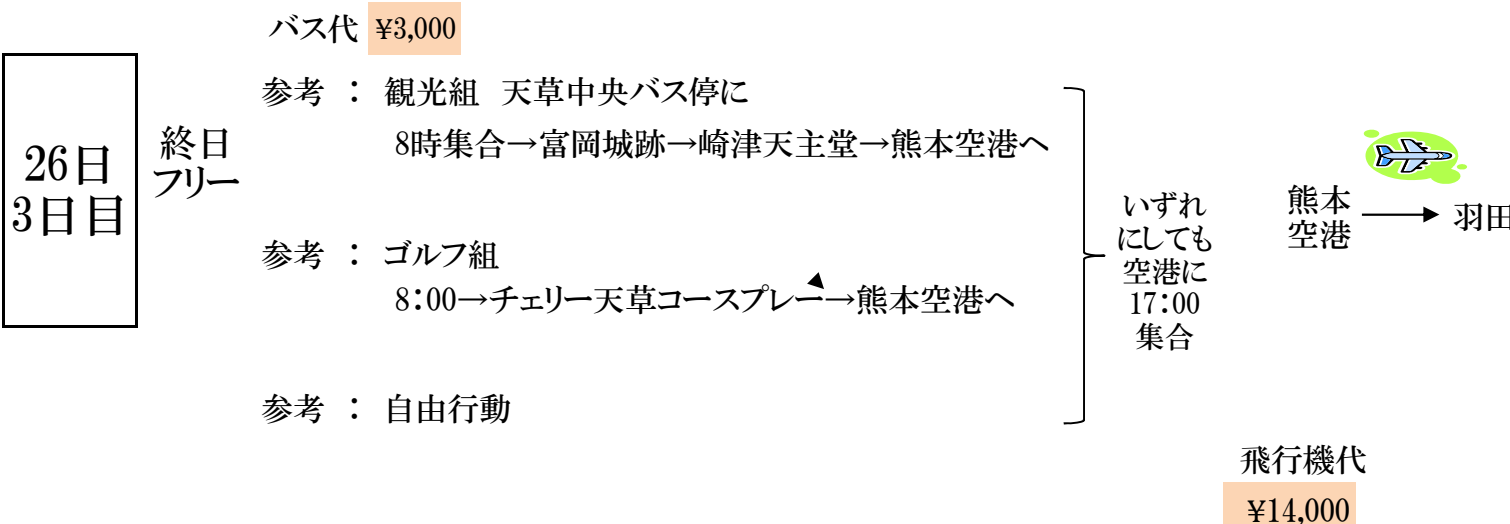 バス代 ¥3,000
26日
3日目
終日
フリー
参考 : 観光組 天草中央バス停に
8時集合→富岡城跡→崎津天主堂→熊本空港へ
参考 : ゴルフ組
8:00→チェリー天草コースプレー→熊本空港へ
参考 : 自由行動
いずれ
にしても
空港に
17:00
集合
熊本
空港
羽田
飛行機代
¥14,000